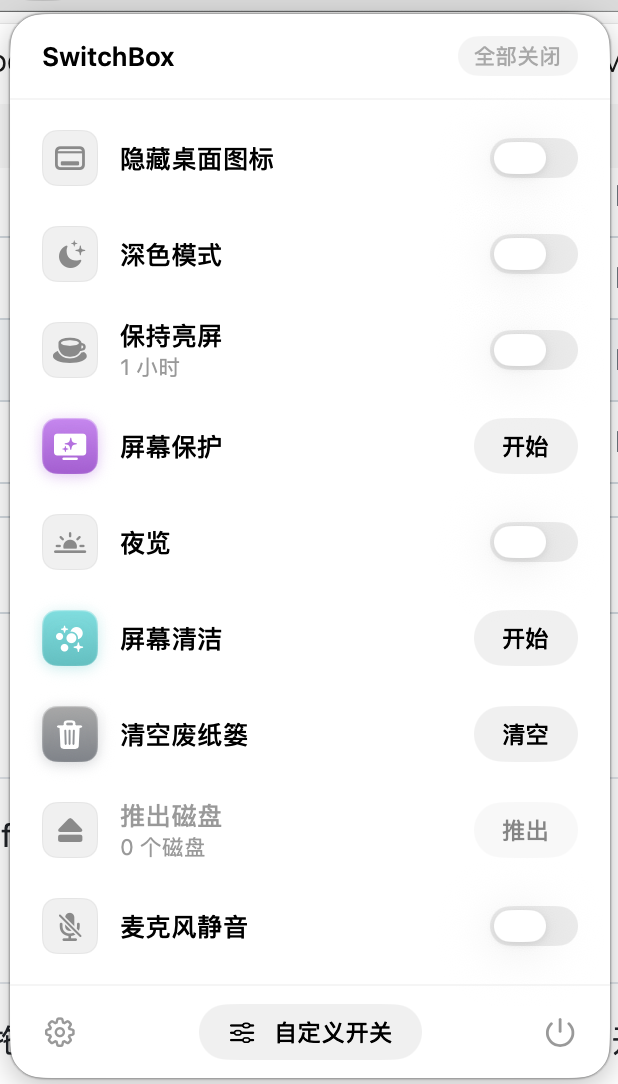 SwitchBox
全部关闭
隐藏桌面图标
深色模式
保持亮屏
1 小时
屏幕保护
开始
夜览
屏幕清洁
开始
清空废纸篓
清空
推出磁盘
0 个磁盘
推出
麦克风静音
自定义开关